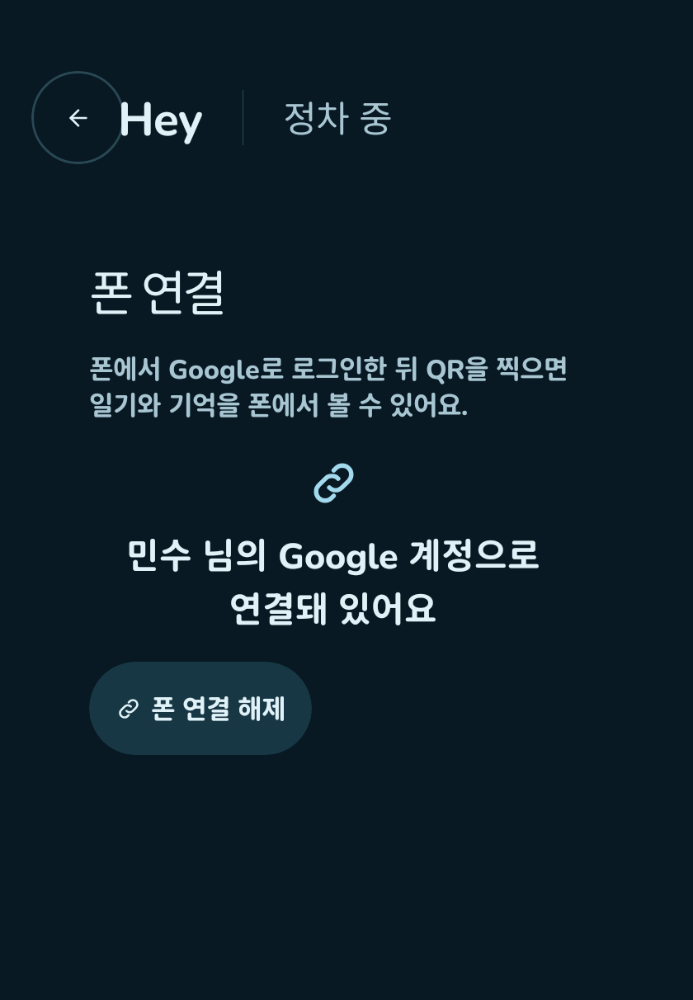 Hey
정차 중
폰 연결
폰에서 Google로 로그인한 뒤 QR을 찍으면
일기와 기억을 폰에서 볼 수 있어요.
민수 님의 Google 계정으로
연결돼 있어요
폰 연결 해제